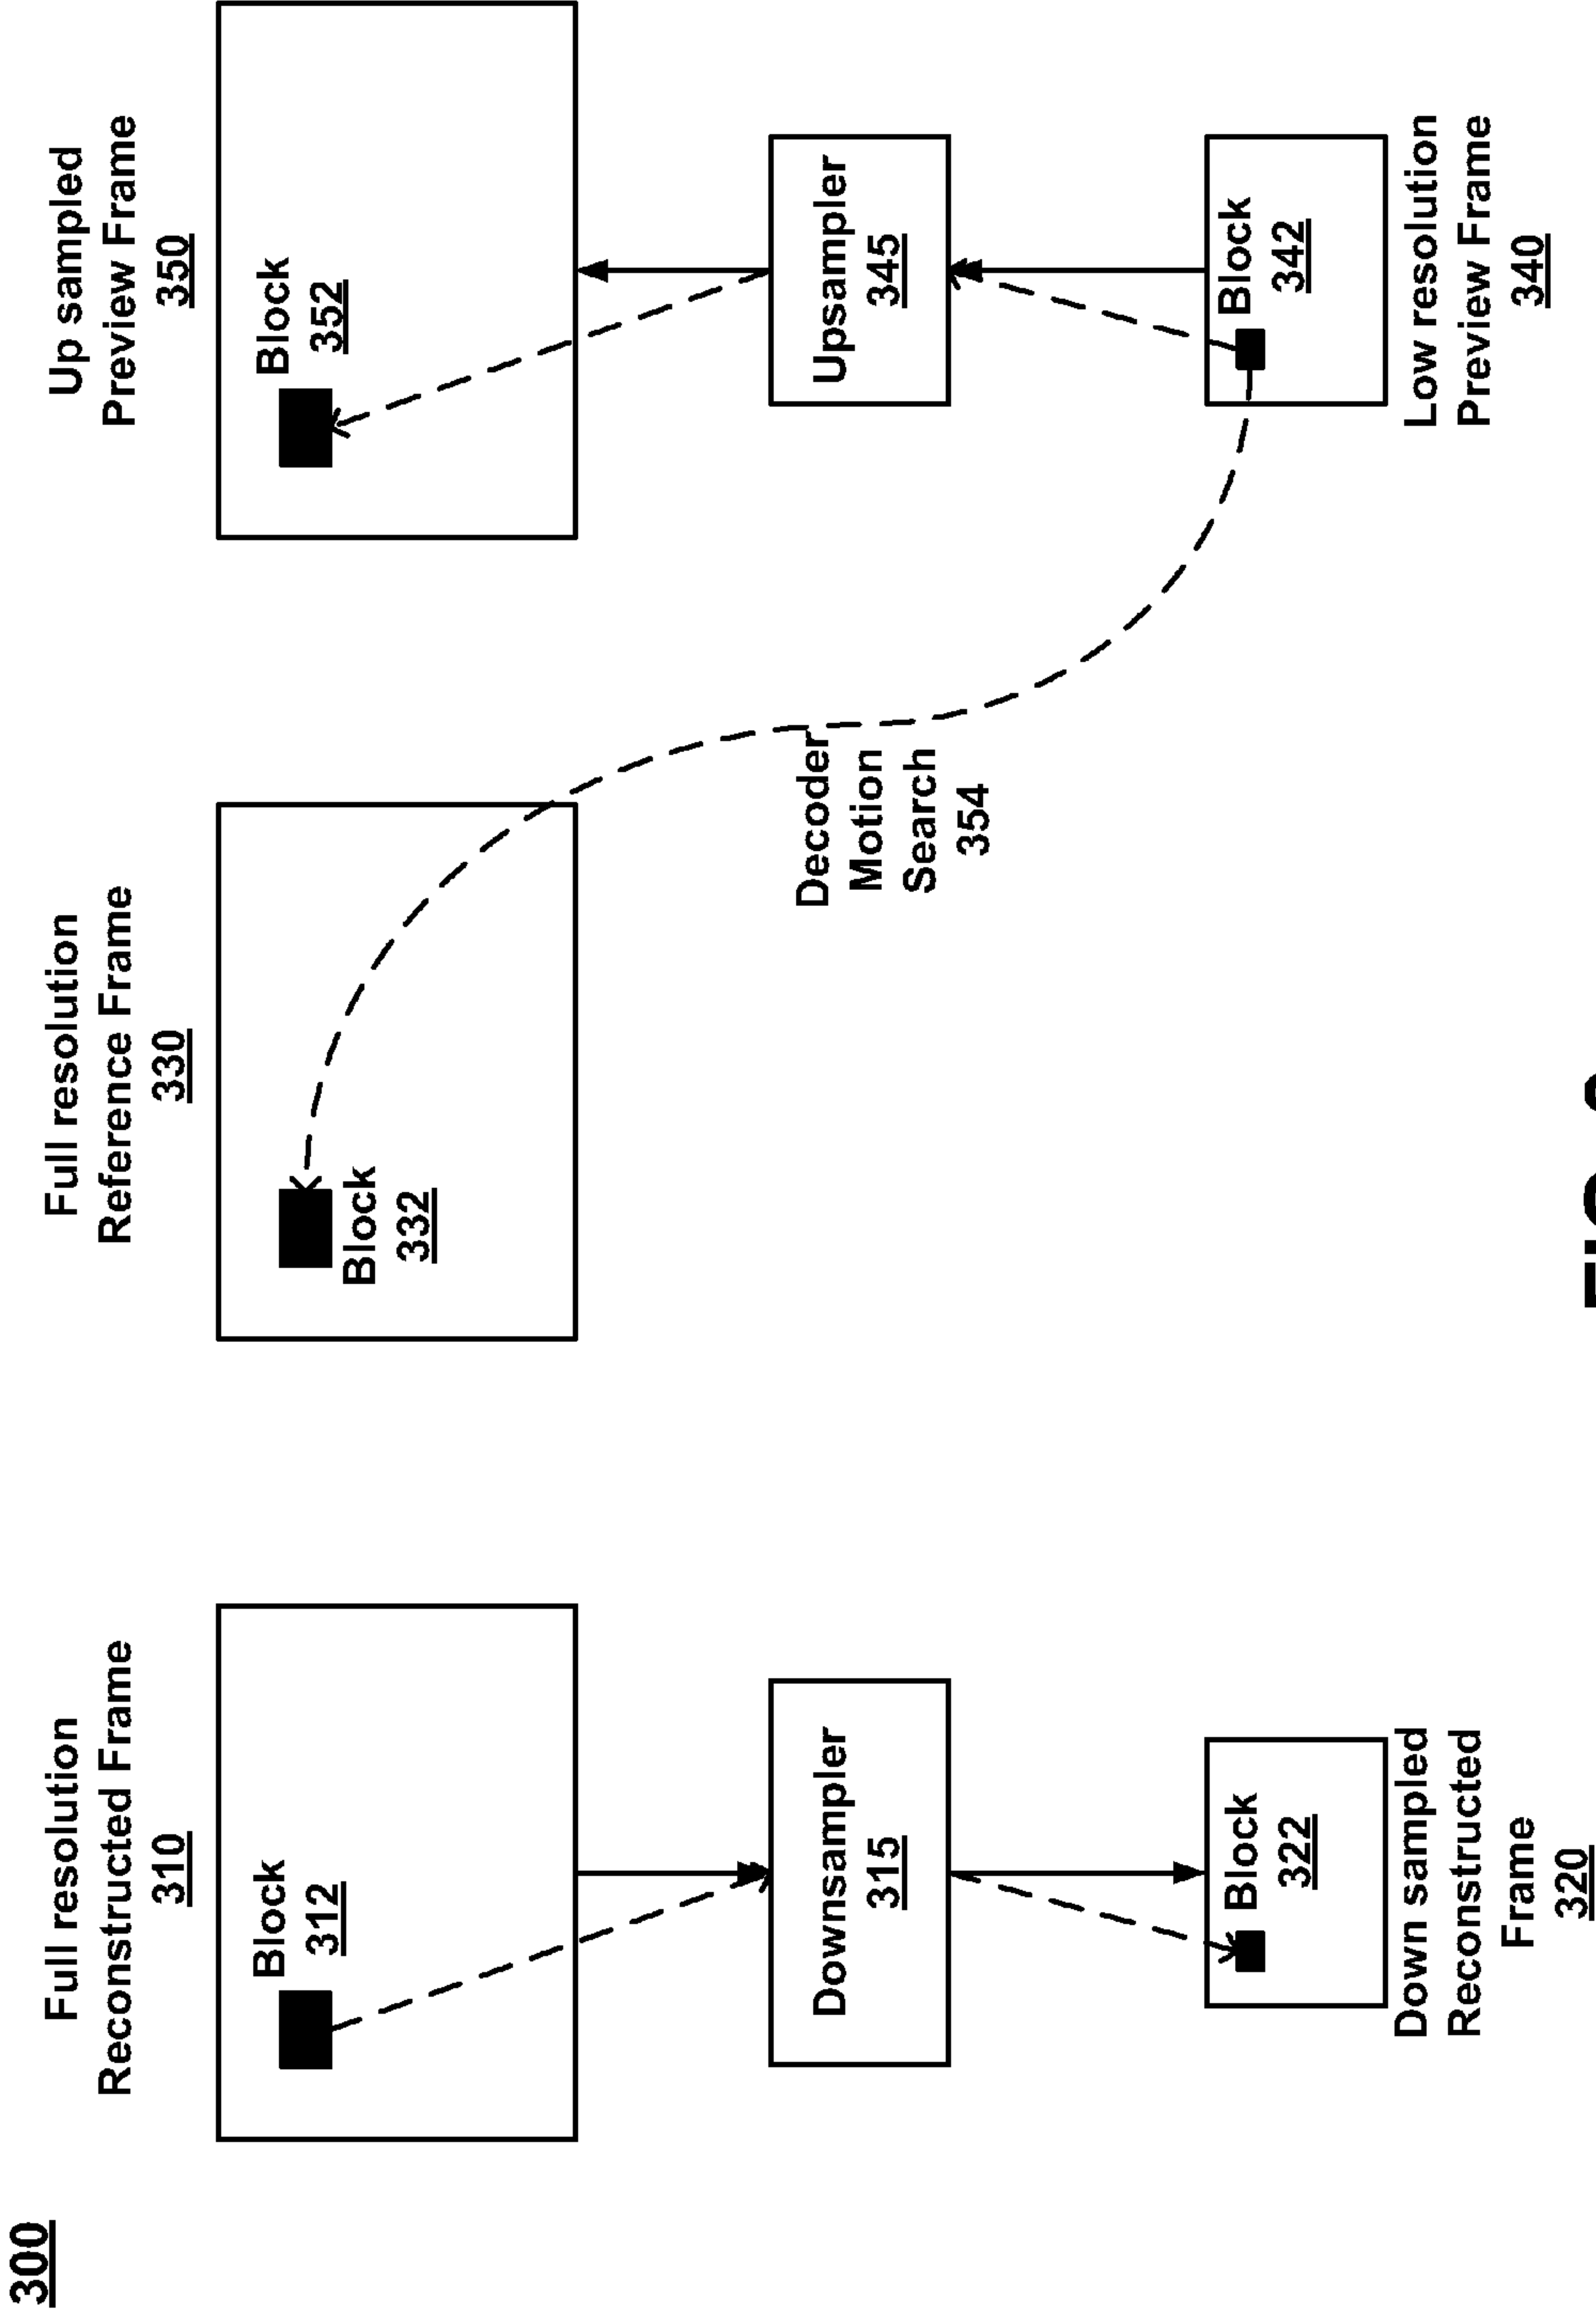 300
Full resolution
Reconstructed Frame
310
Block
312
Downsampler
315
Block
322
Down sampled
Reconstructed
Frame
320
Full resolution
Reference Frame
330
Block
332
Decoder
Motion
Search
354
Up sampled
Preview Frame
350
Block
352
Upsampler
345
Block
342
Low resolution
Preview Frame
340